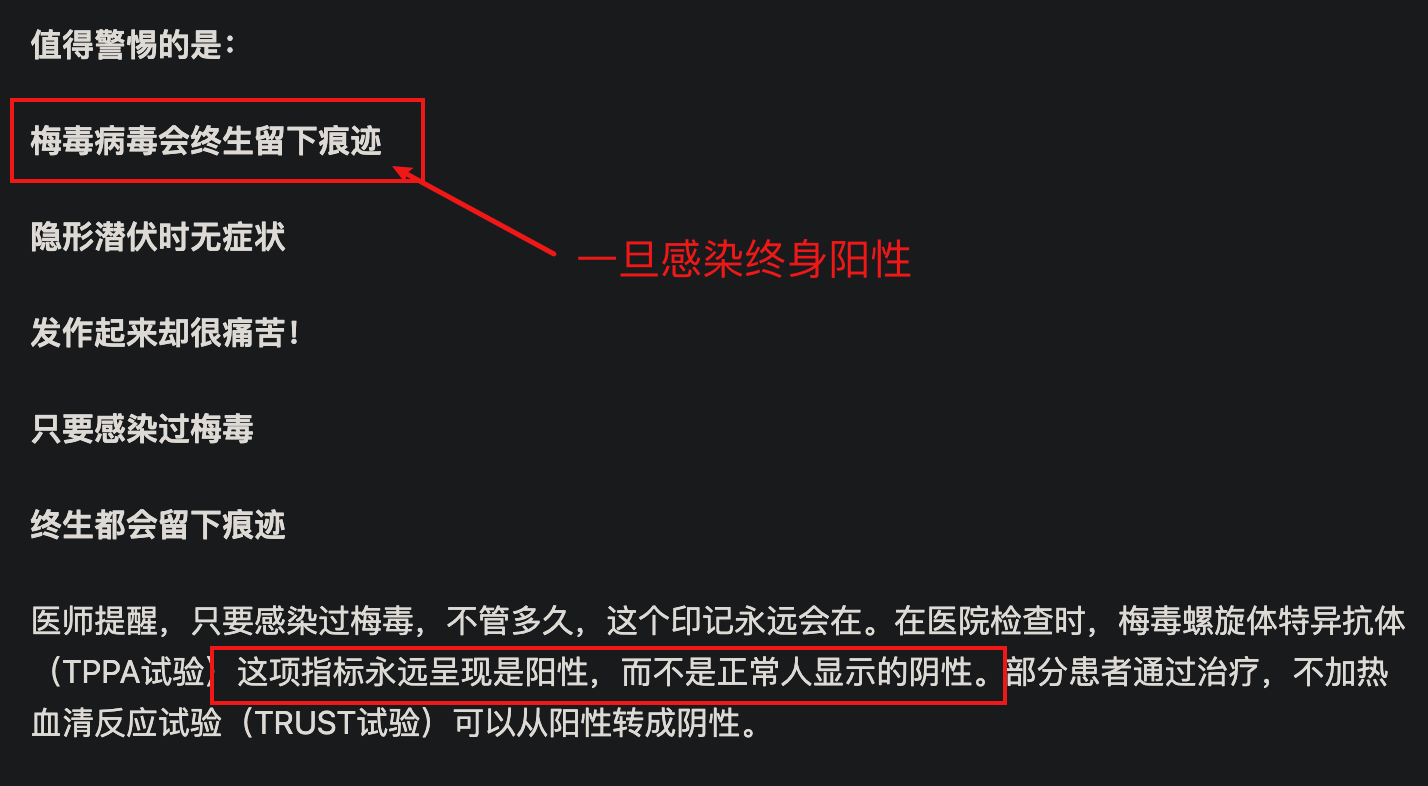 值得警惕的是：
梅毒病毒会终生留下痕迹
隐形潜伏时无症状
一旦感染终身阳性
发作起来却很痛苦！
只要感染过梅毒
终生都会留下痕迹
医师提醒，只要感染过梅毒，不管多久，这个印记永远会在。在医院检查时，梅毒螺旋体特异抗体
（TPPA试验）这项指标永远呈现是阳性，而不是正常人显示的阴性。部分患者通过治疗，不加热
血清反应试验（TRUST试验）可以从阳性转成阴性。